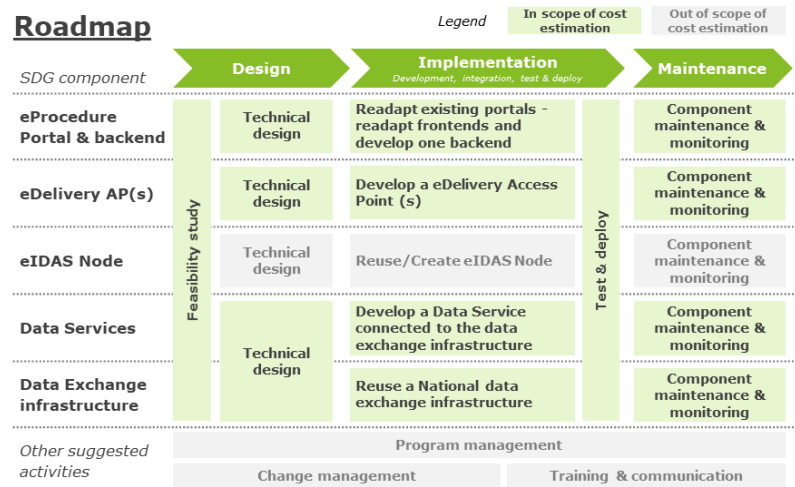 Roadmap
Legend
In scope of cost
estimation
Out of scope of
cost estimation
SDG component
Design
Implementation
Development, integration, test & deploy
Maintenance
eProcedure
Portal & backend
Feasibility study
Technical
design
Readapt existing portals -
readapt frontends and
develop one backend
Test & deploy
Component
maintenance &
monitoring
eDelivery AP(s)
Technical
design
Develop a eDelivery Access
Point (s)
Component
maintenance &
monitoring
eIDAS Node
Technical
design
Reuse/Create eIDAS Node
Component
maintenance &
monitoring
Data Services
Technical
design
Develop a Data Service
connected to the data
exchange infrastructure
Component
maintenance &
monitoring
Data Exchange
infrastructure
Reuse a National data
exchange infrastructure
Component
maintenance &
monitoring
Other suggested
activities
Program management
Change management
Training & communication